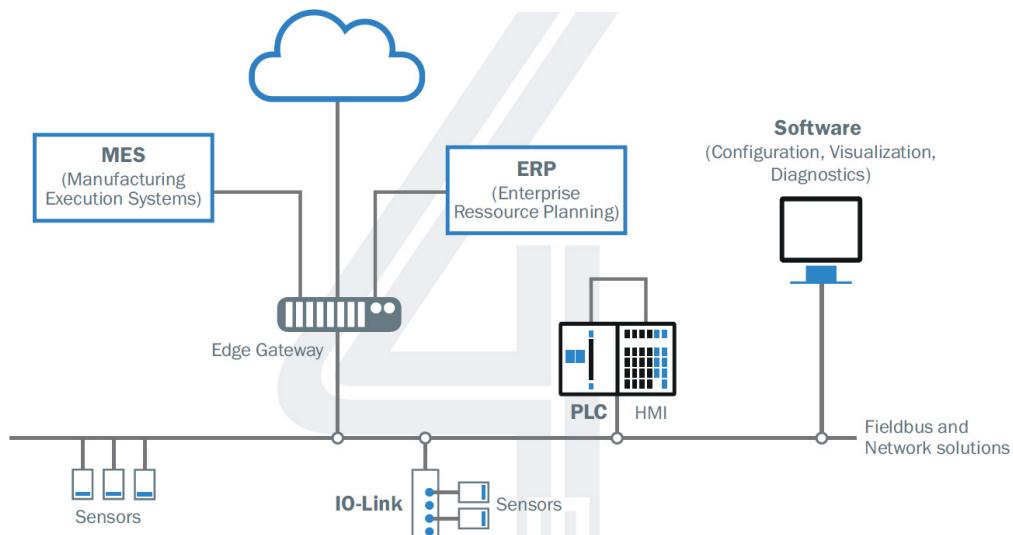 MES
(Manufacturing
Execution Systems)
ERP
(Enterprise
Ressource Planning)
Software
(Configuration, Visualization,
Diagnostics)
Edge Gateway
PLC
HMI
Fieldbus and
Network solutions
Sensors
IO-Link
Sensors